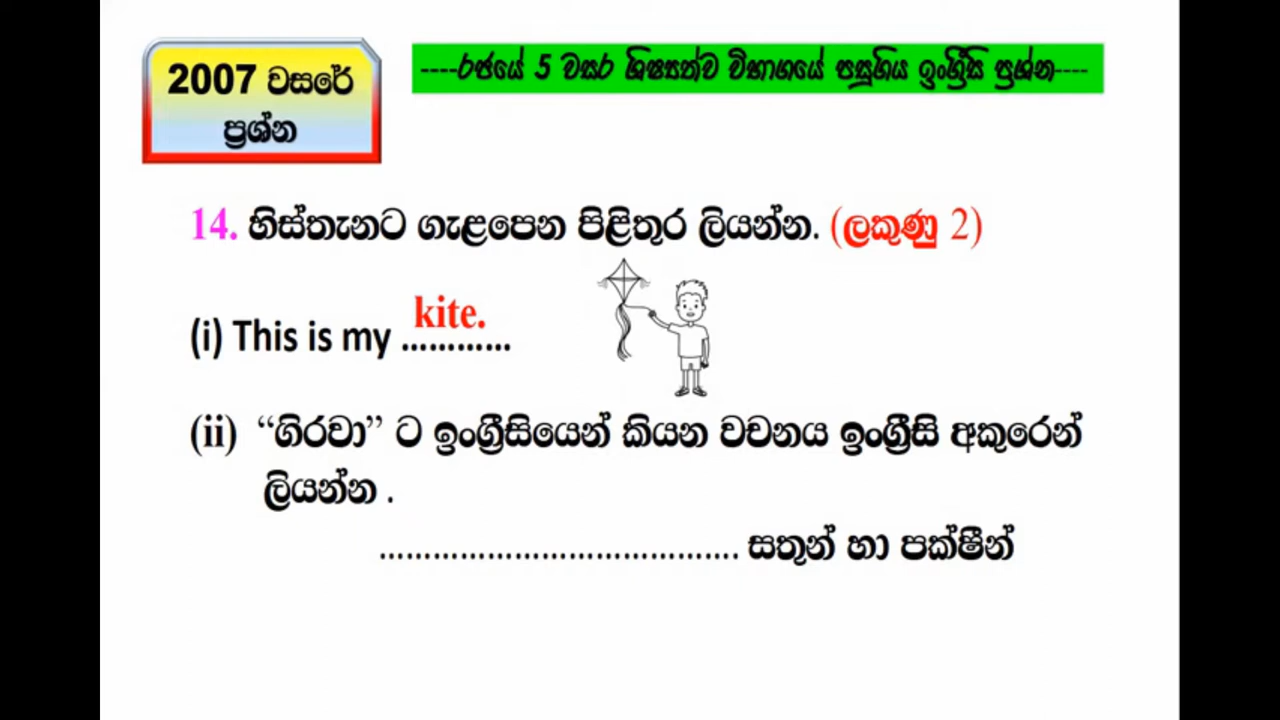 2007 වසරේ
ප්‍රශ්න
----රජයේ 5 වසර ශිෂ්‍යත්ව විභාගයේ පසුගිය ඉංග්‍රීසි ප්‍රශ්න----
14. හිස්තැනට ගැළපෙන පිළිතුර ලියන්න. (ලකුණු 2)
kite.
(i) This is my ............
(ii) “ගිරවා” ට ඉංග්‍රීසියෙන් කියන වචනය ඉංග්‍රීසි අකුරෙන්
ලියන්න .
....................................... සතුන් හා පක්ෂීන්